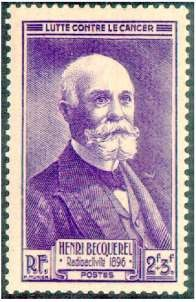 LUTTE CONTRE LE CANCER
HENRI BECQUEREL
Radioactivité 1896
RF
POSTES
2F+3F